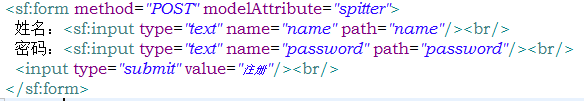 <sf:form method="POST" modelAttribute="spitter">
姓名：<sf:input type="text" name="name" path="name"/><br/>
密码：<sf:input type="text" name="password" path="password"/><br/>
<input type="submit" value="注册"/><br/>
</sf:form>